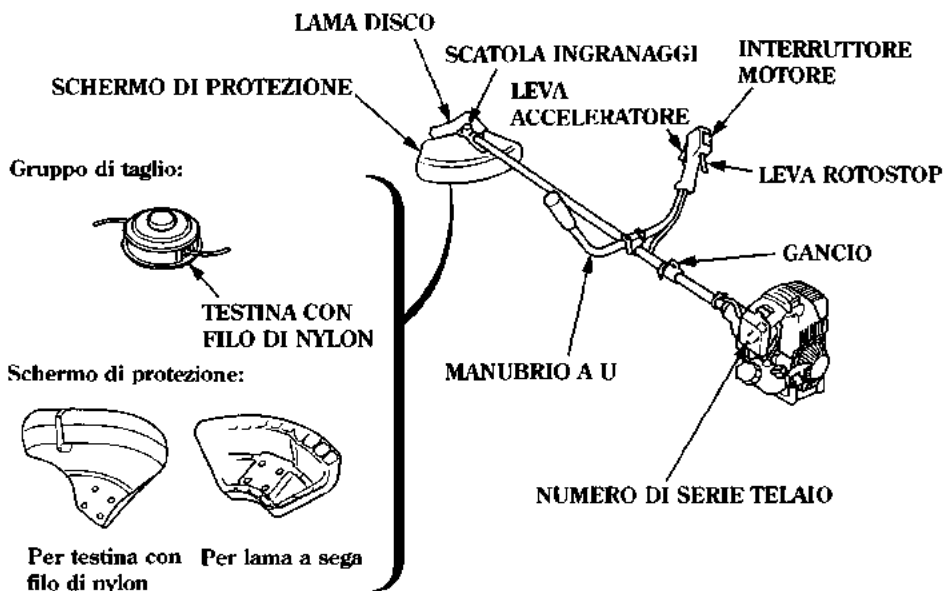 LAMA DISCO
SCATOLA INGRANAGGI
INTERRUTTORE
MOTORE
SCHERMO DI PROTEZIONE
LEVA
ACCELERATORE
Gruppo di taglio:
LEVA ROTOSTOP
GANCIO
TESTINA CON
FILO DI NYLON
MANUBRIO A U
Schermo di protezione:
NUMERO DI SERIE TELAIO
Per testina con
filo di nylon
Per lama a sega